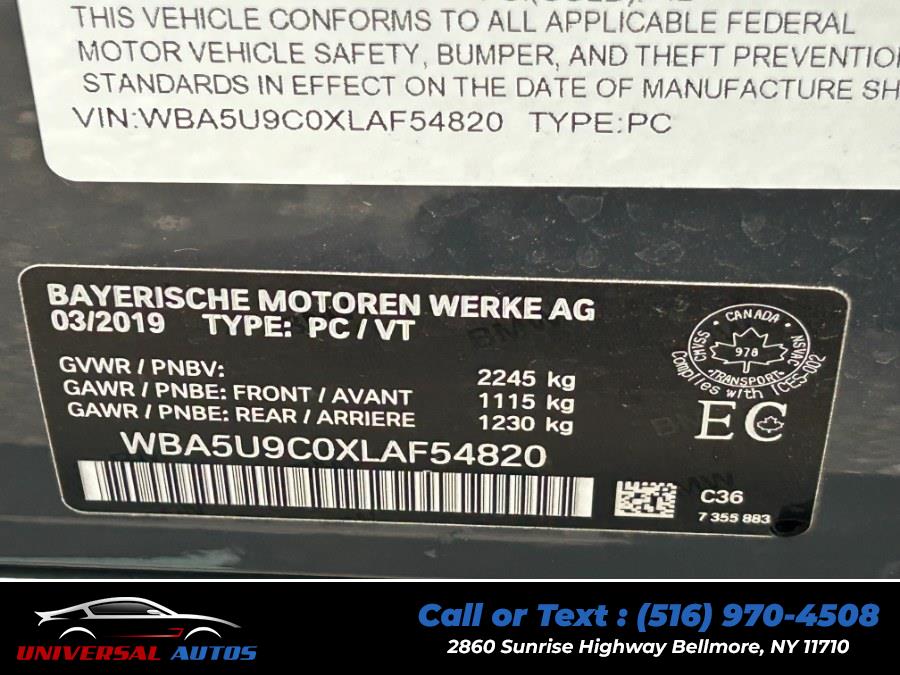 THIS VEHICLE CONFORMS TO ALL APPLICABLE FEDERAL
MOTOR VEHICLE SAFETY, BUMPER, AND THEFT PREVENTION
STANDARDS IN EFFECT ON THE DATE OF MANUFACTURE SH
VIN:WBA5U9C0XLAF54820 TYPE:PC
BAYERISCHE MOTOREN WERKE AG
03/2019 TYPE: PC / VT
GVWR / PNBV: 2245 kg
GAWR / PNBE: FRONT / AVANT 1115 kg
GAWR / PNBE: REAR / ARRIERE 1230 kg
WBA5U9C0XLAF54820
CANADA
CMVSS NSVAC
978
TRANSPORT
Complies with ICES-002
EC
C36
7 355 883
UNIVERSAL AUTOS
Call or Text : (516) 970-4508
2860 Sunrise Highway Bellmore, NY 11710